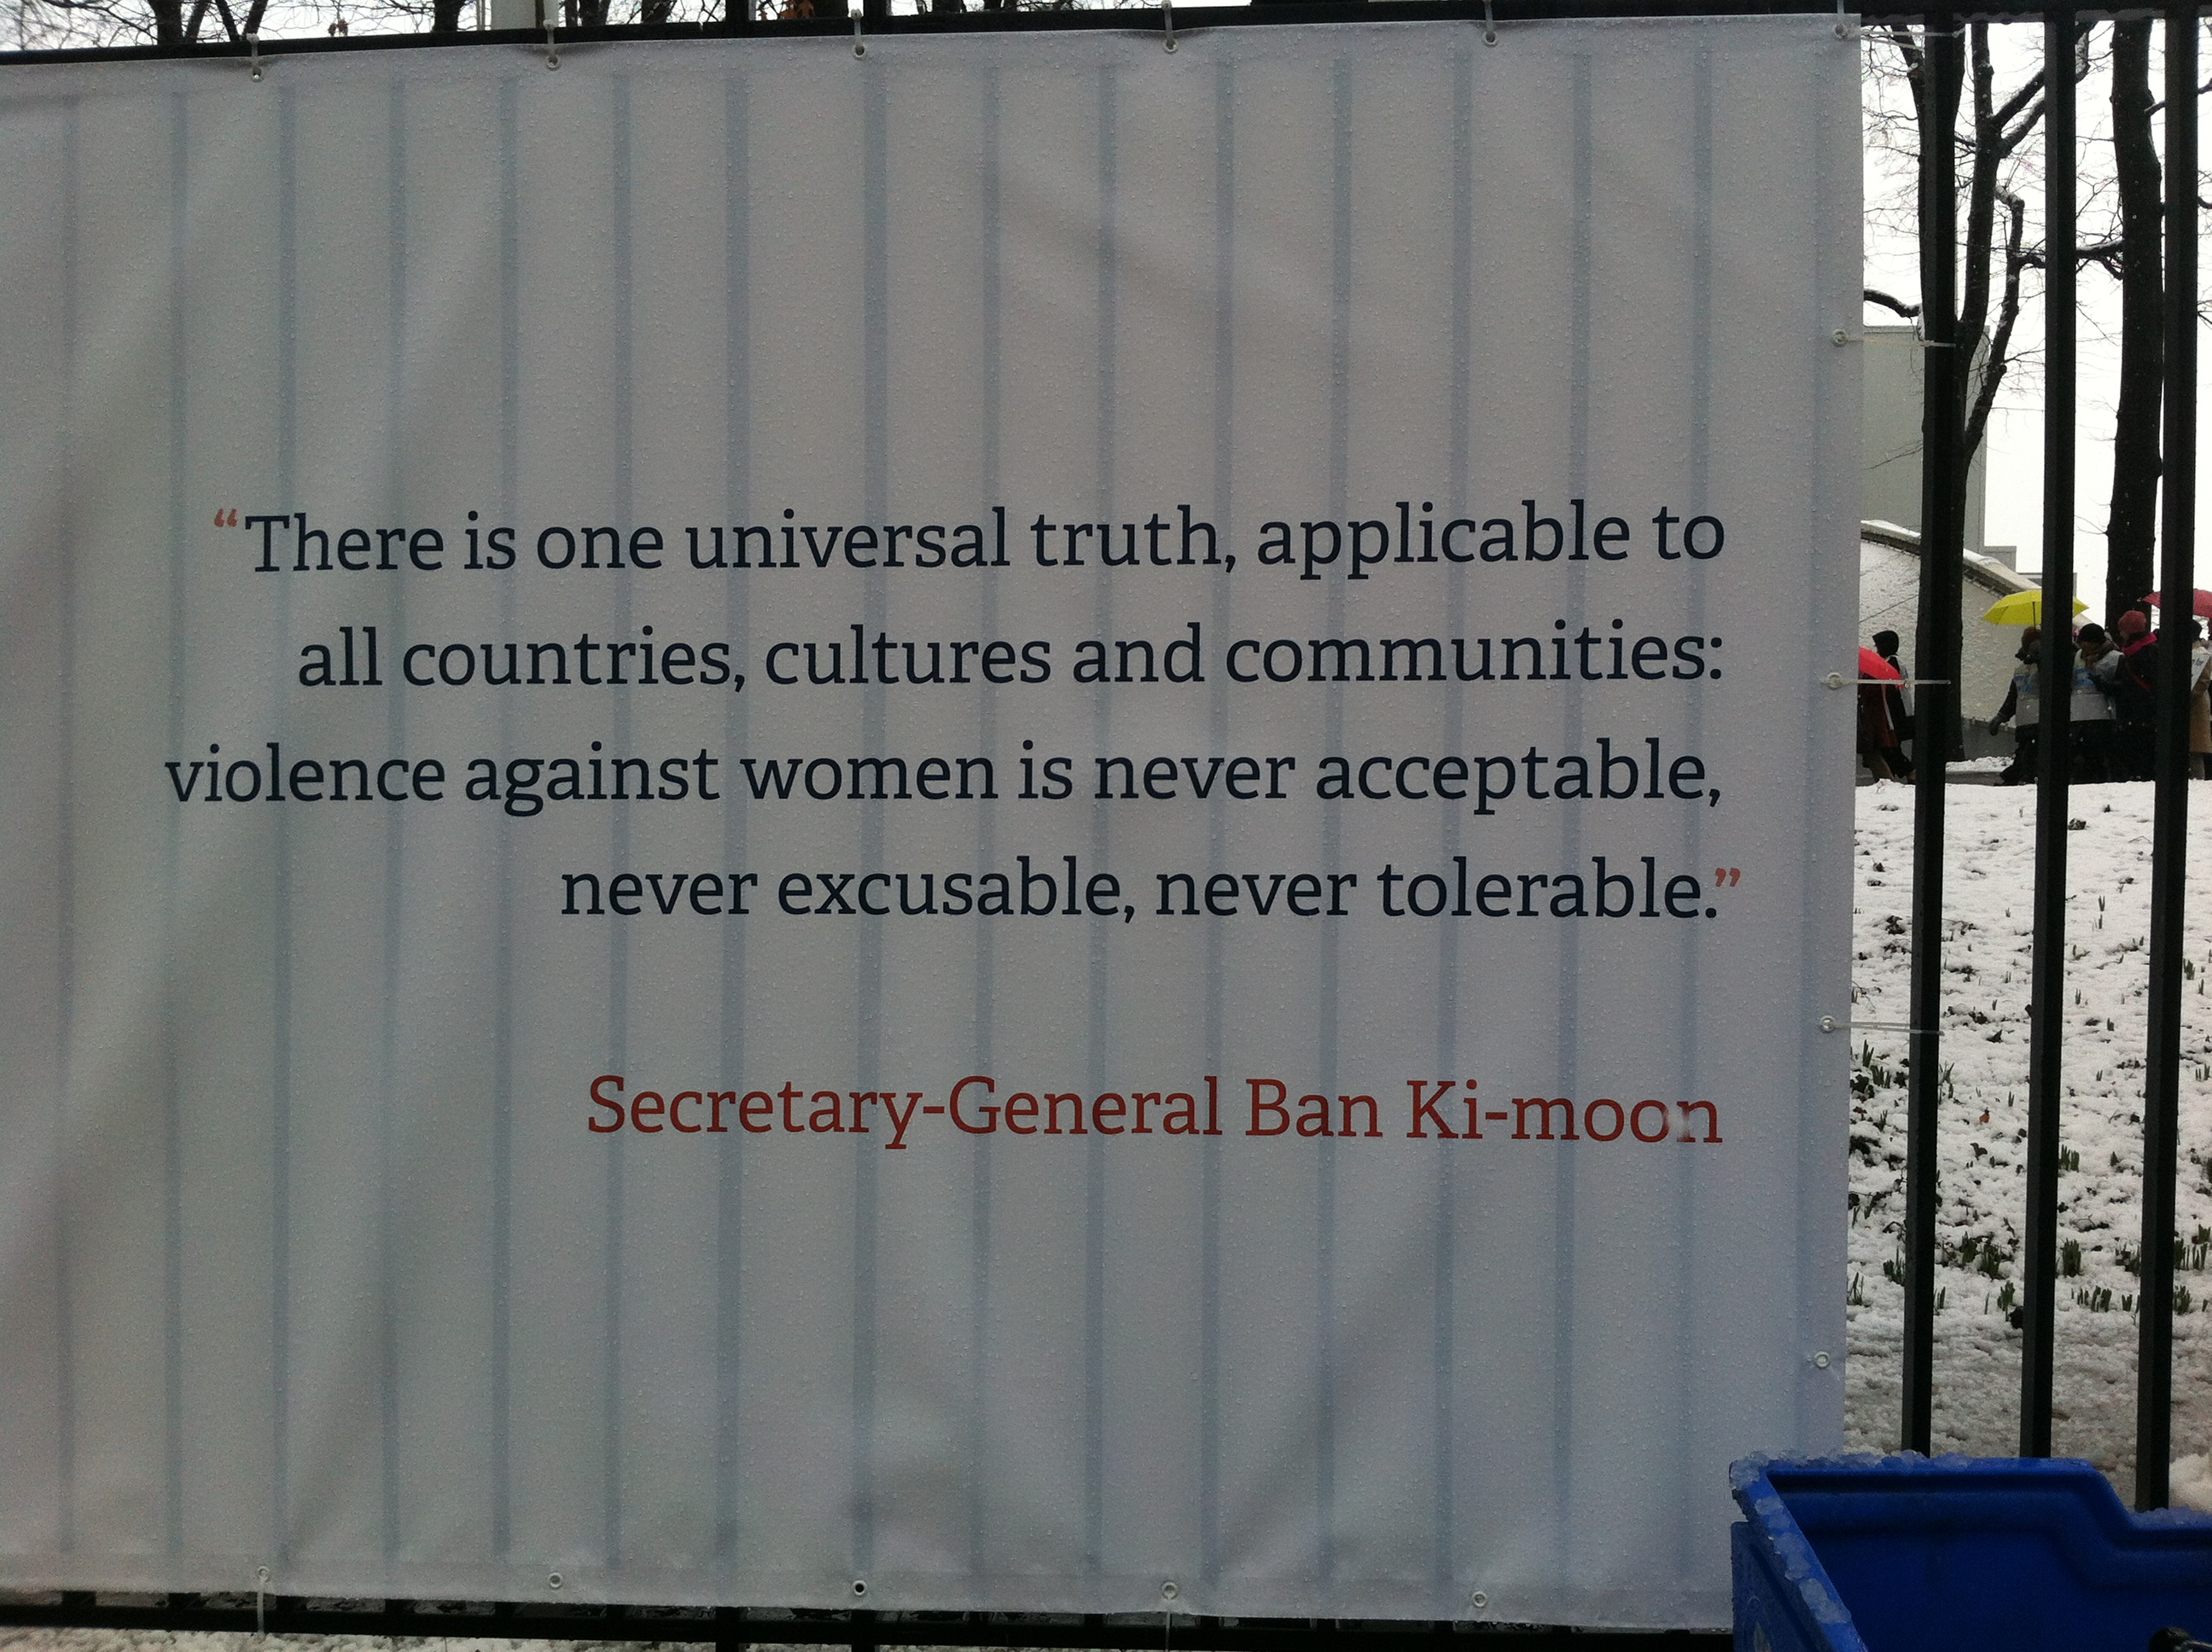 “There is one universal truth, applicable to
all countries, cultures and communities:
violence against women is never acceptable,
never excusable, never tolerable.”
Secretary-General Ban Ki-moon